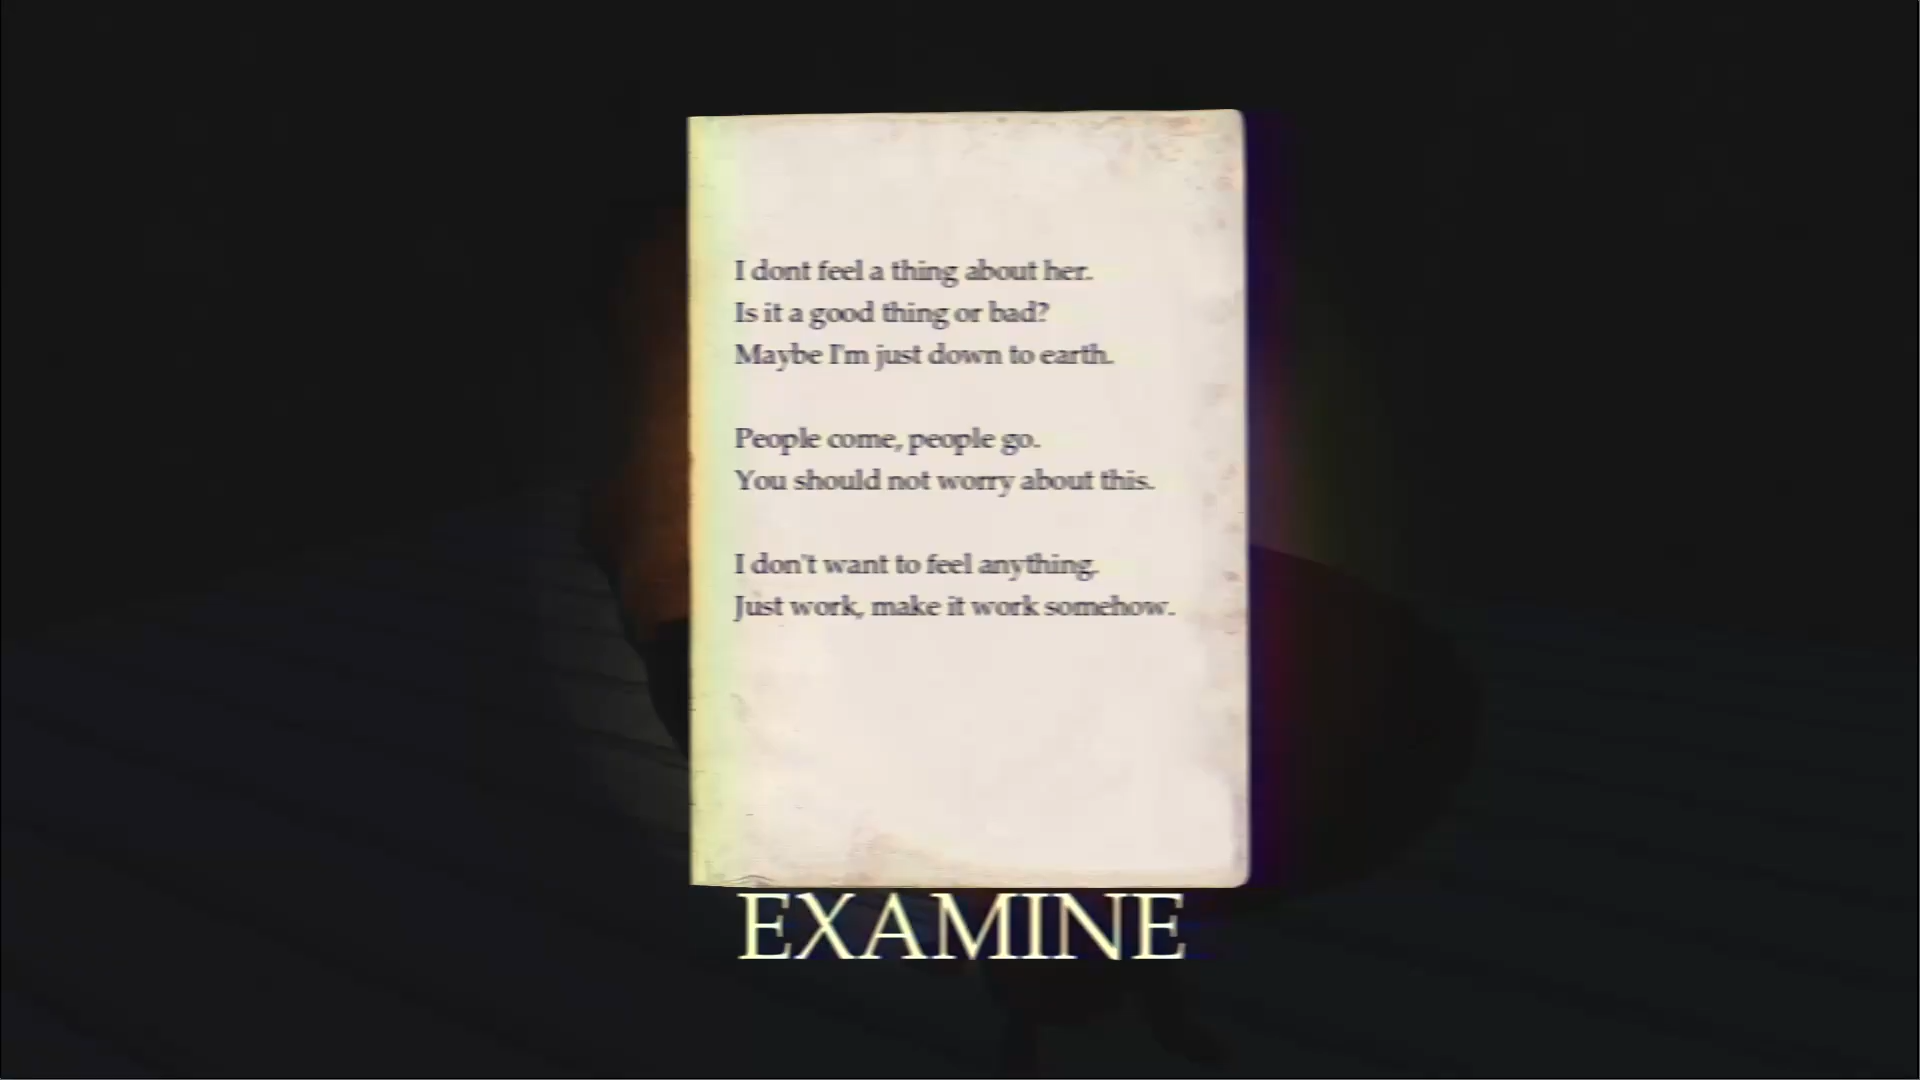 I dont feel a thing about her.
Is it a good thing or bad?
Maybe I'm just down to earth.
People come, people go.
You should not worry about this.
I don't want to feel anything.
Just work, make it work somehow.
EXAMINE